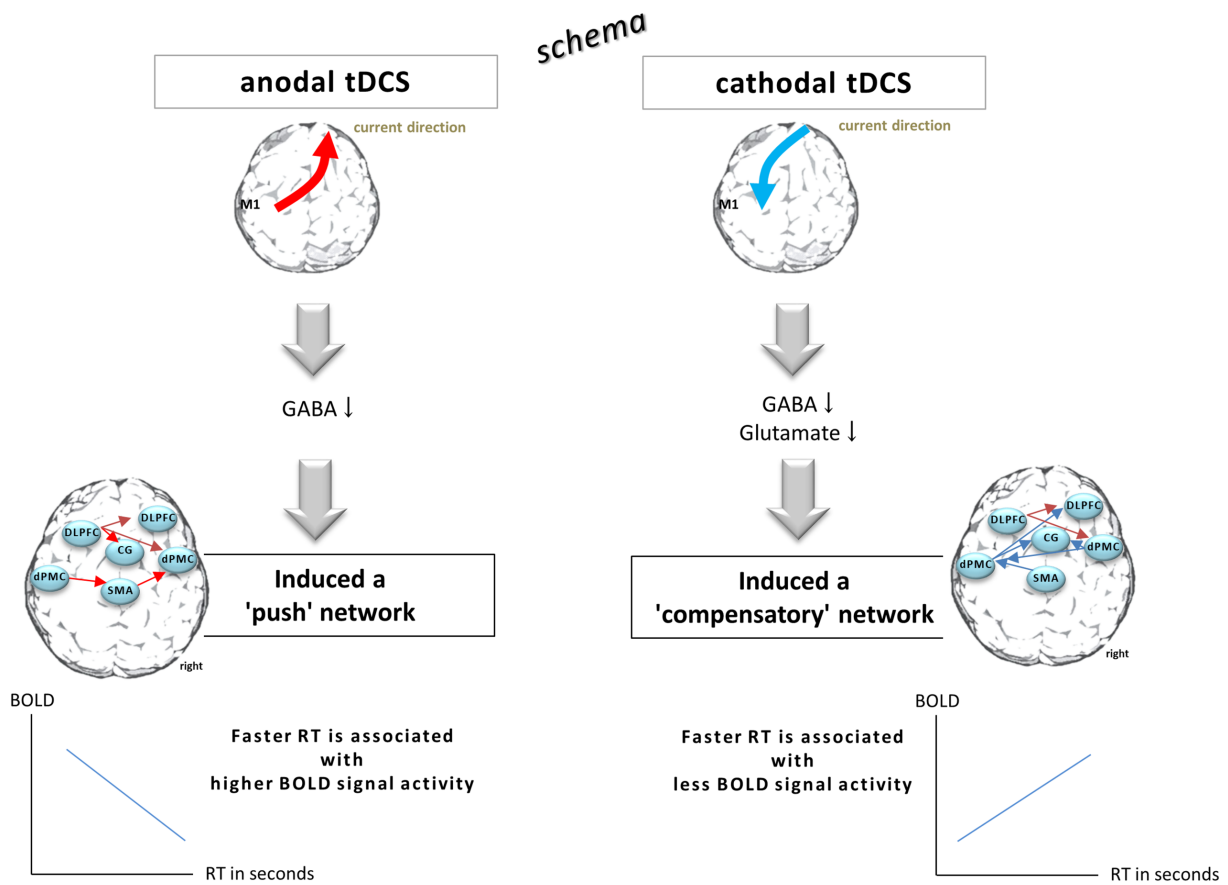 schema
anodal tDCS
current direction
M1
GABA ↓
DLPFC
DLPFC
CG
dPMC
dPMC
SMA
right
Induced a
'push' network
BOLD
Faster RT is associated
with
higher BOLD signal activity
RT in seconds
cathodal tDCS
current direction
M1
GABA ↓
Glutamate ↓
Induced a
'compensatory' network
DLPFC
DLPFC
CG
dPMC
dPMC
SMA
right
Faster RT is associated
with
less BOLD signal activity
BOLD
RT in seconds